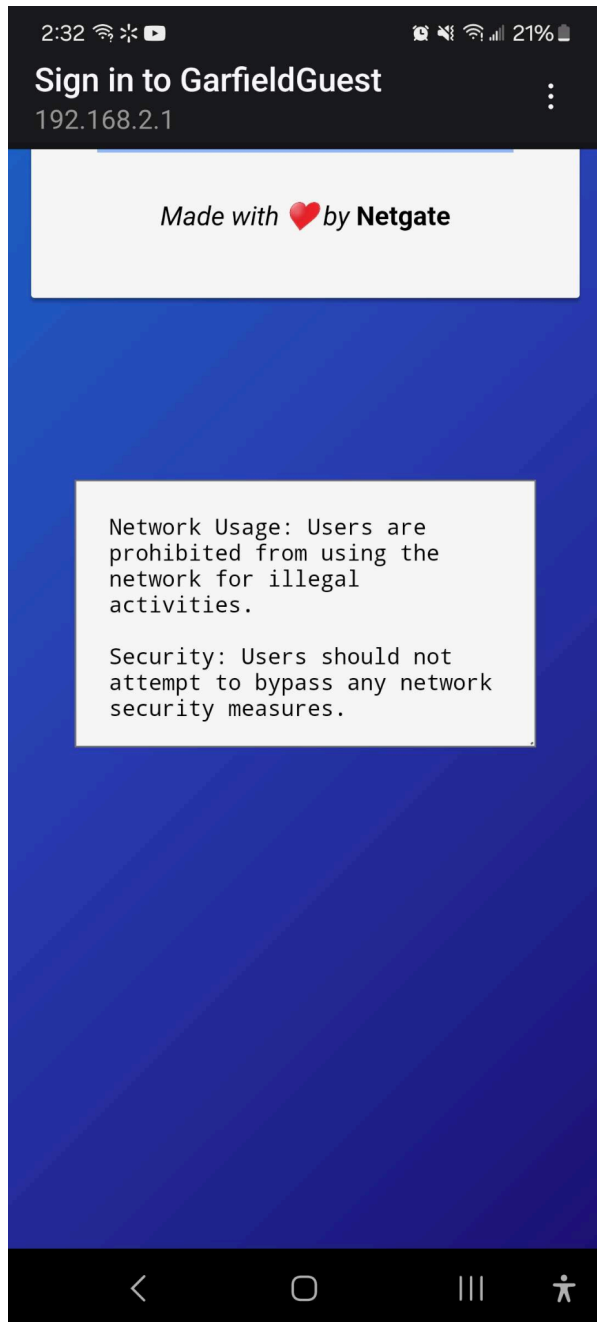 2:32 21%
Sign in to GarfieldGuest
192.168.2.1
Made with ❤️ by Netgate
Network Usage: Users are
prohibited from using the
network for illegal
activities.
Security: Users should not
attempt to bypass any network
security measures.